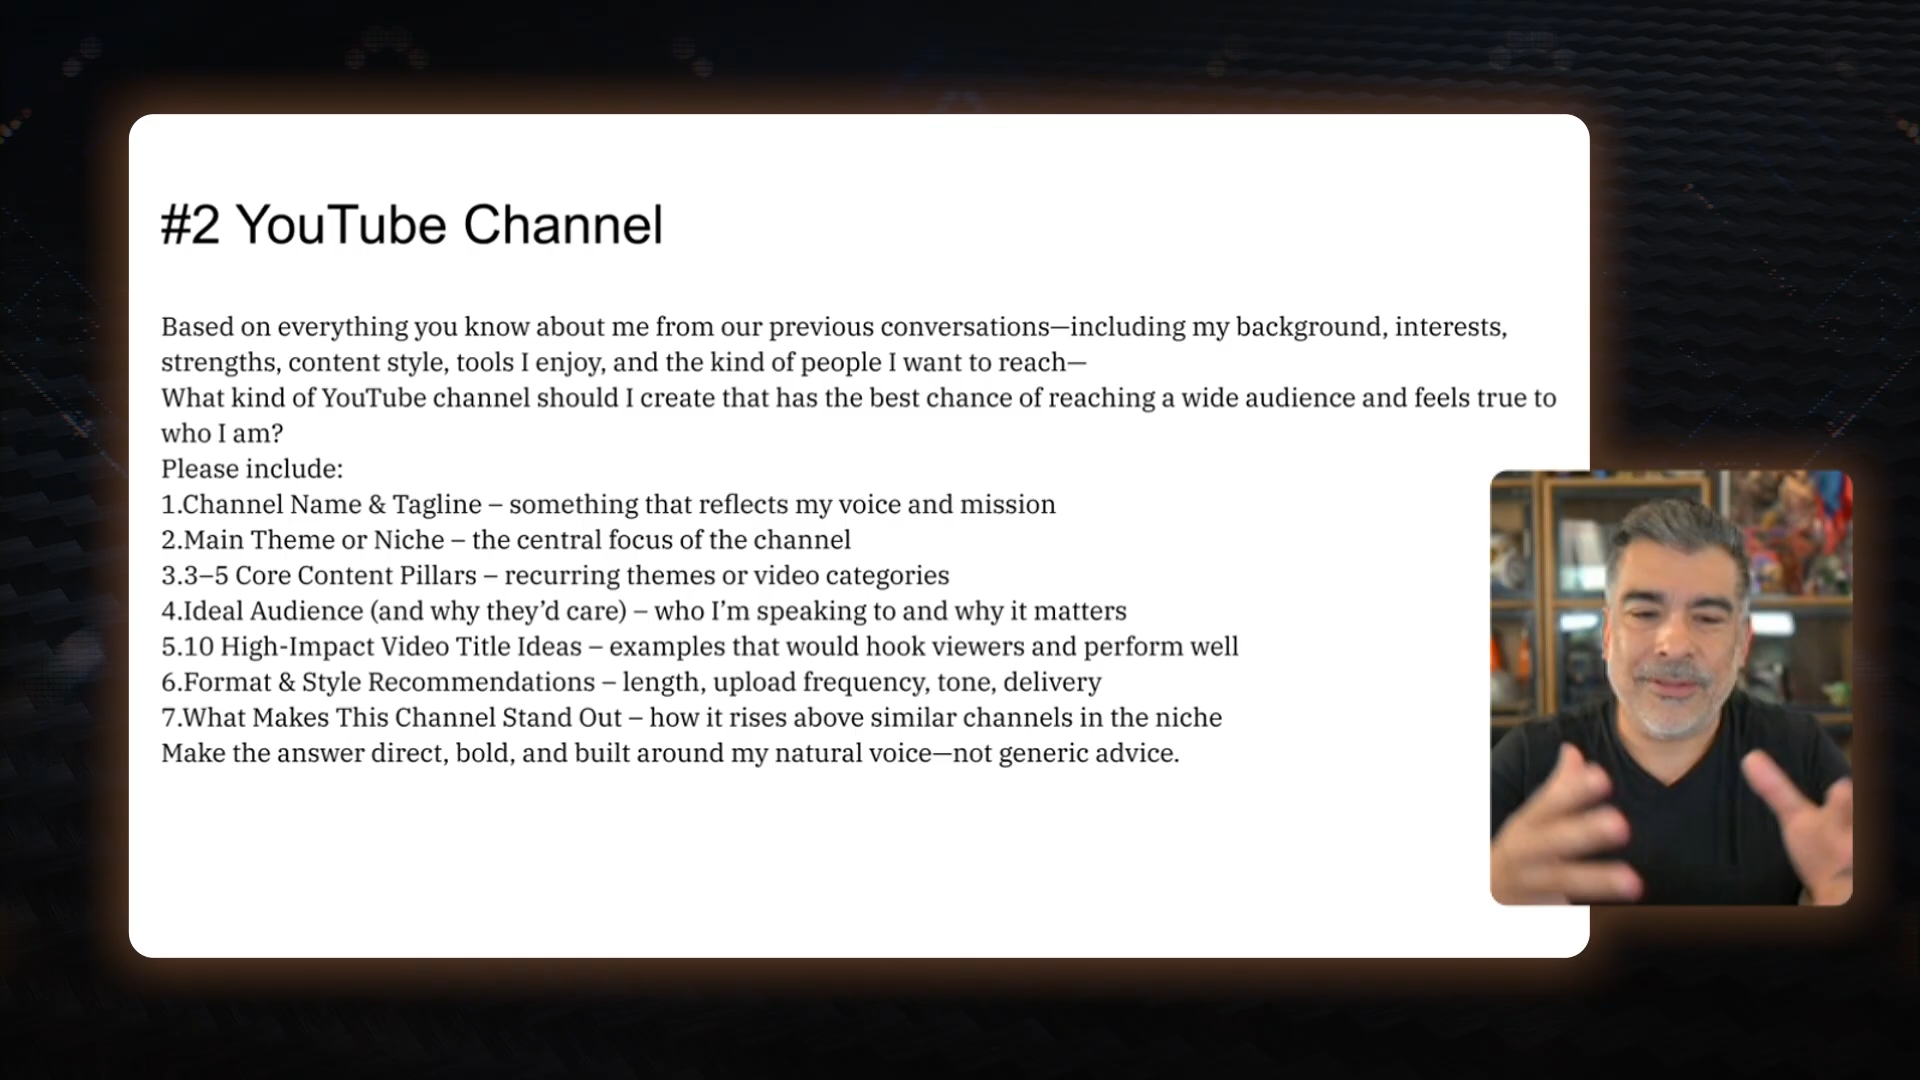 #2 YouTube Channel
Based on everything you know about me from our previous conversations—including my background, interests,
strengths, content style, tools I enjoy, and the kind of people I want to reach—
What kind of YouTube channel should I create that has the best chance of reaching a wide audience and feels true to
who I am?
Please include:
1.Channel Name & Tagline – something that reflects my voice and mission
2.Main Theme or Niche – the central focus of the channel
3.3–5 Core Content Pillars – recurring themes or video categories
4.Ideal Audience (and why they’d care) – who I’m speaking to and why it matters
5.10 High-Impact Video Title Ideas – examples that would hook viewers and perform well
6.Format & Style Recommendations – length, upload frequency, tone, delivery
7.What Makes This Channel Stand Out – how it rises above similar channels in the niche
Make the answer direct, bold, and built around my natural voice—not generic advice.